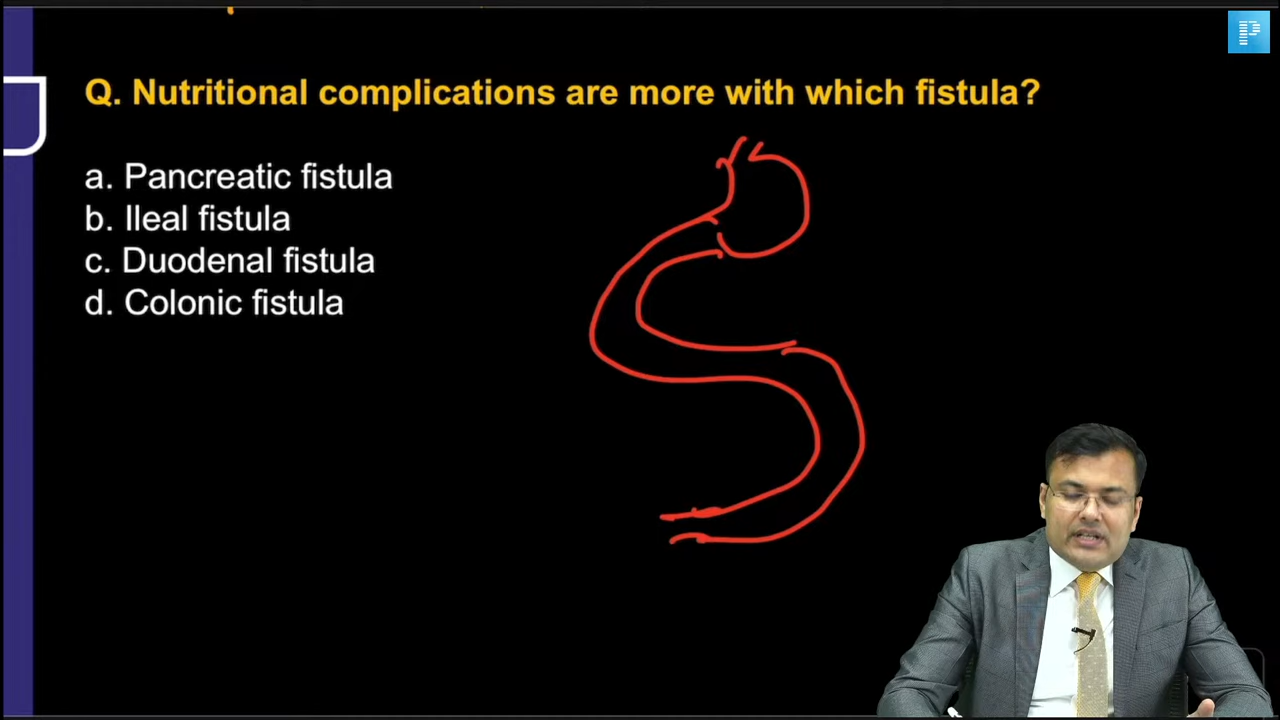 Q. Nutritional complications are more with which fistula?
a. Pancreatic fistula
b. Ileal fistula
c. Duodenal fistula
d. Colonic fistula
P